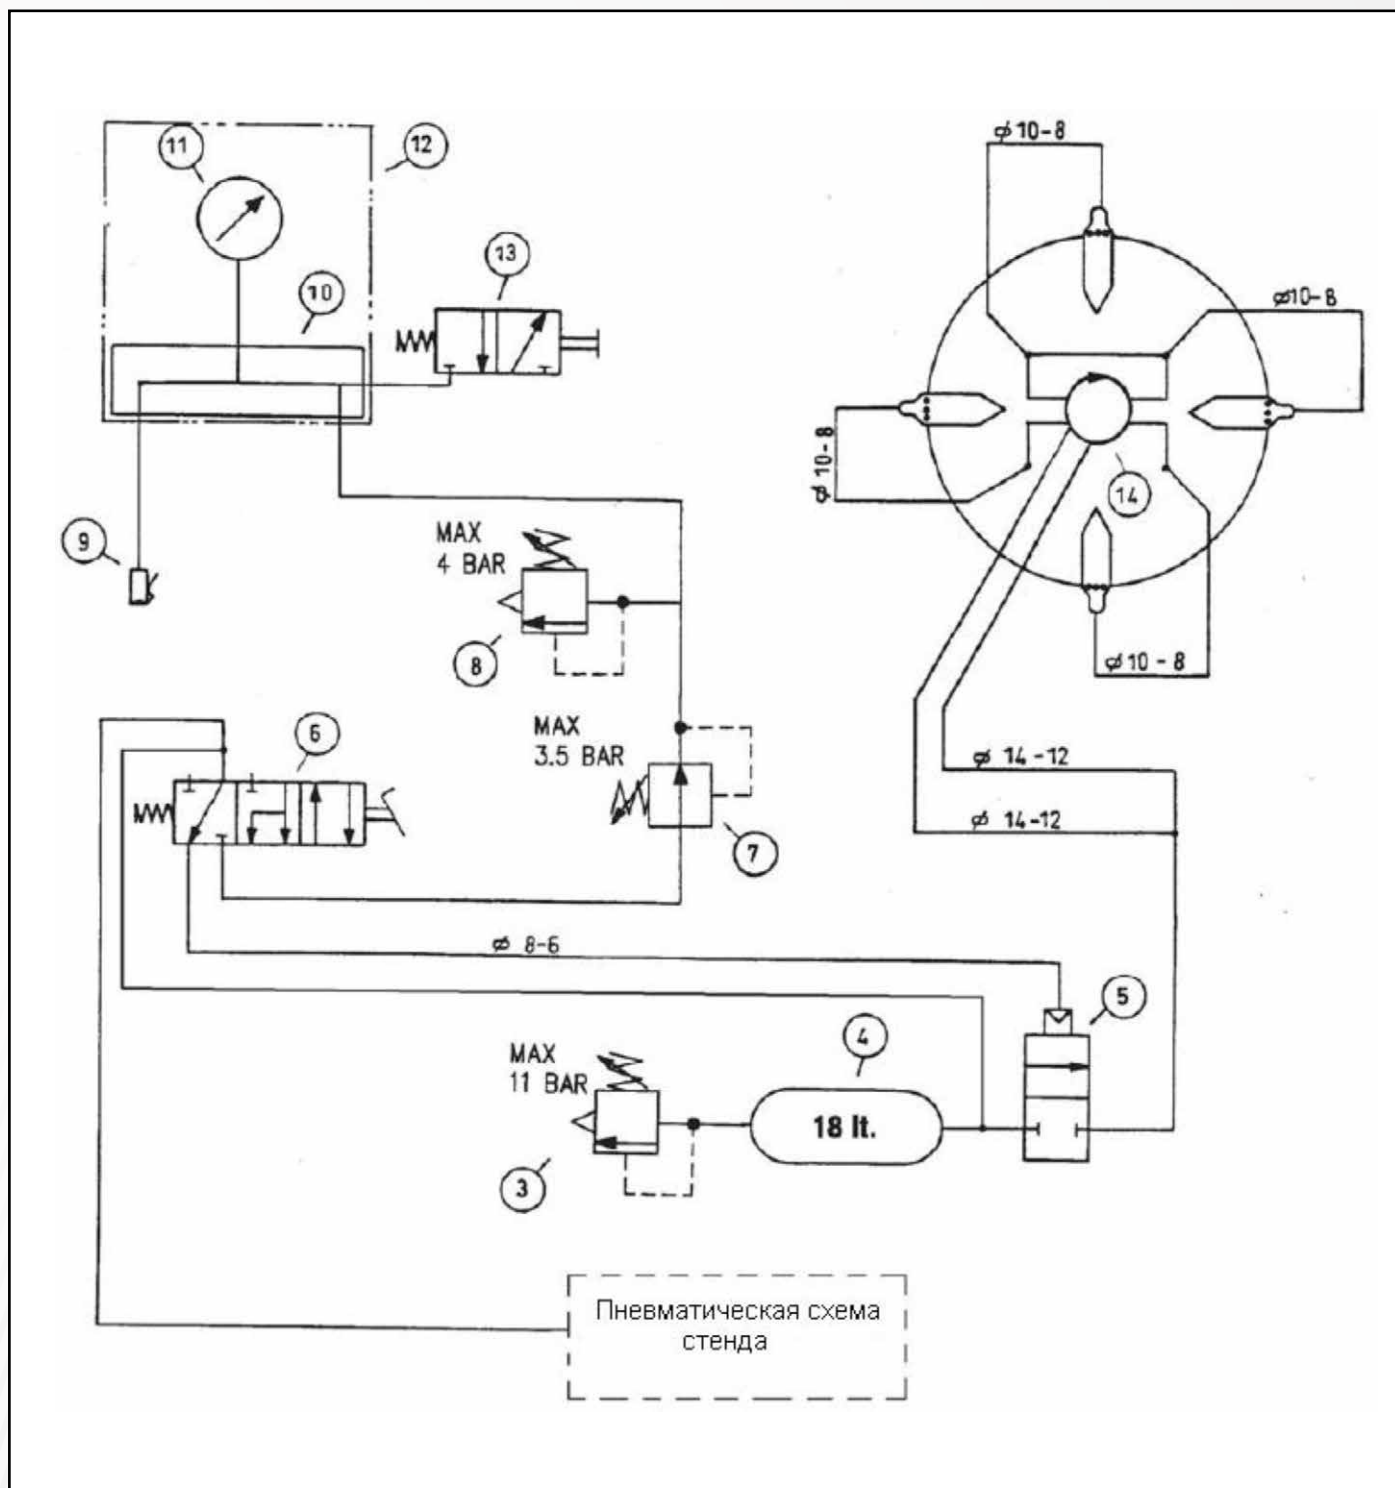 11
12
ϕ 10-8
13
10
ϕ10-8
ϕ 10-8
14
MAX
4 BAR
9
8
ϕ 10-8
6
MAX
3.5 BAR
ϕ 14-12
ϕ 14-12
7
ϕ 8-6
5
4
MAX
11 BAR
18 lt.
3
Пневматическая схема
стенда